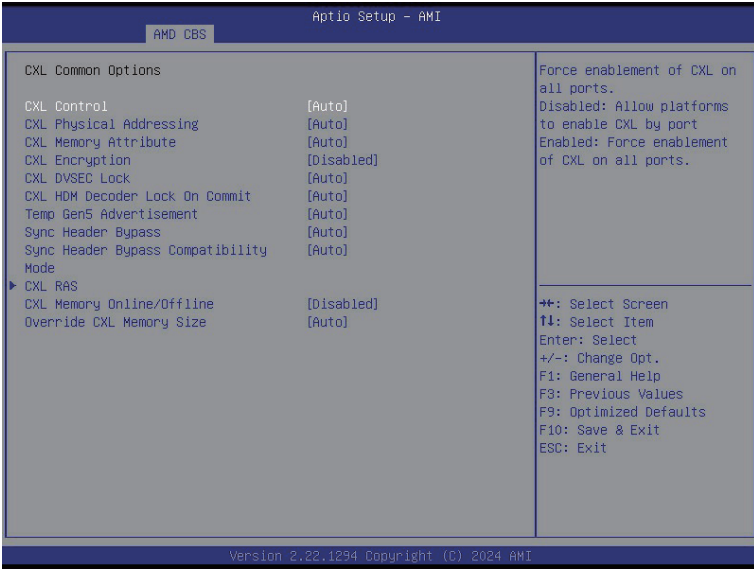 Aptio Setup – AMI
AMD CBS
CXL Common Options
CXL Control [Auto]
CXL Physical Addressing [Auto]
CXL Memory Attribute [Auto]
CXL Encryption [Disabled]
CXL DVSEC Lock [Auto]
CXL HDM Decoder Lock On Commit [Auto]
Temp Gen5 Advertisement [Auto]
Sync Header Bypass [Auto]
Sync Header Bypass Compatibility [Auto]
Mode
CXL RAS
CXL Memory Online/Offline [Disabled]
Override CXL Memory Size [Auto]
Force enablement of CXL on
all ports.
Disabled: Allow platforms
to enable CXL by port
Enabled: Force enablement
of CXL on all ports.
→←: Select Screen
↑↓: Select Item
Enter: Select
+/-: Change Opt.
F1: General Help
F3: Previous Values
F9: Optimized Defaults
F10: Save & Exit
ESC: Exit
Version 2.22.1294 Copyright (C) 2024 AMI